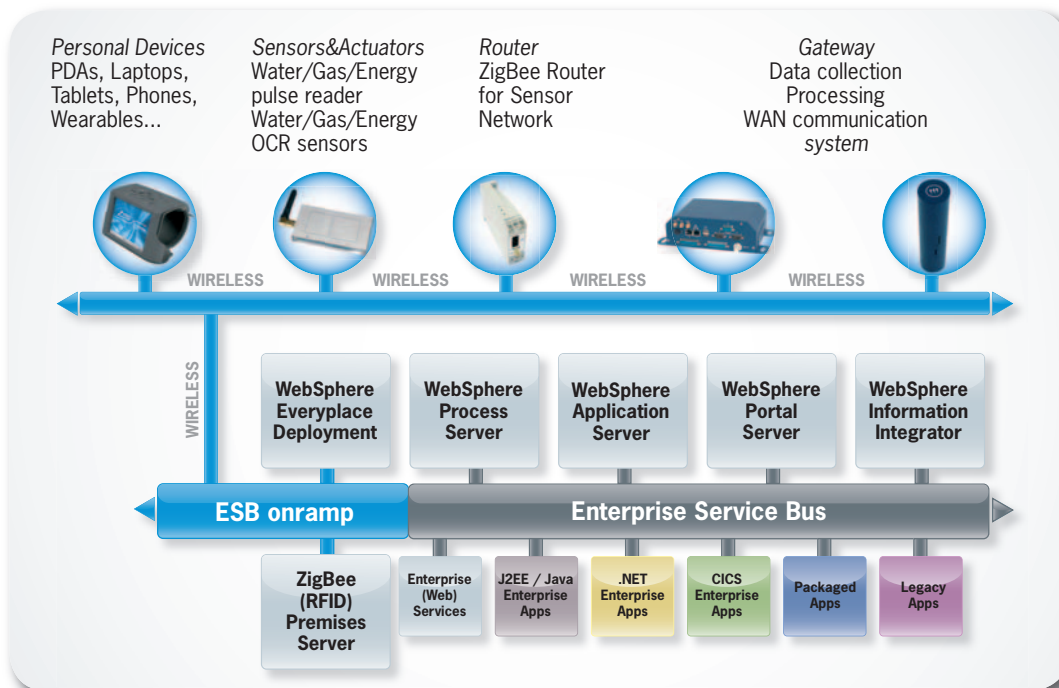 Personal Devices
PDAs, Laptops,
Tablets, Phones,
Wearables...
Sensors&Actuators
Water/Gas/Energy
pulse reader
Water/Gas/Energy
OCR sensors
Router
ZigBee Router
for Sensor
Network
Gateway
Data collection
Processing
WAN communication
system
WIRELESS
WIRELESS
WIRELESS
WIRELESS
WIRELESS
WebSphere
Everyplace
Deployment
WebSphere
Process
Server
WebSphere
Application
Server
WebSphere
Portal
Server
WebSphere
Information
Integrator
ESB onramp
Enterprise Service Bus
ZigBee
(RFID)
Premises
Server
Enterprise
(Web)
Services
J2EE / Java
Enterprise
Apps
.NET
Enterprise
Apps
CICS
Enterprise
Apps
Packaged
Apps
Legacy
Apps